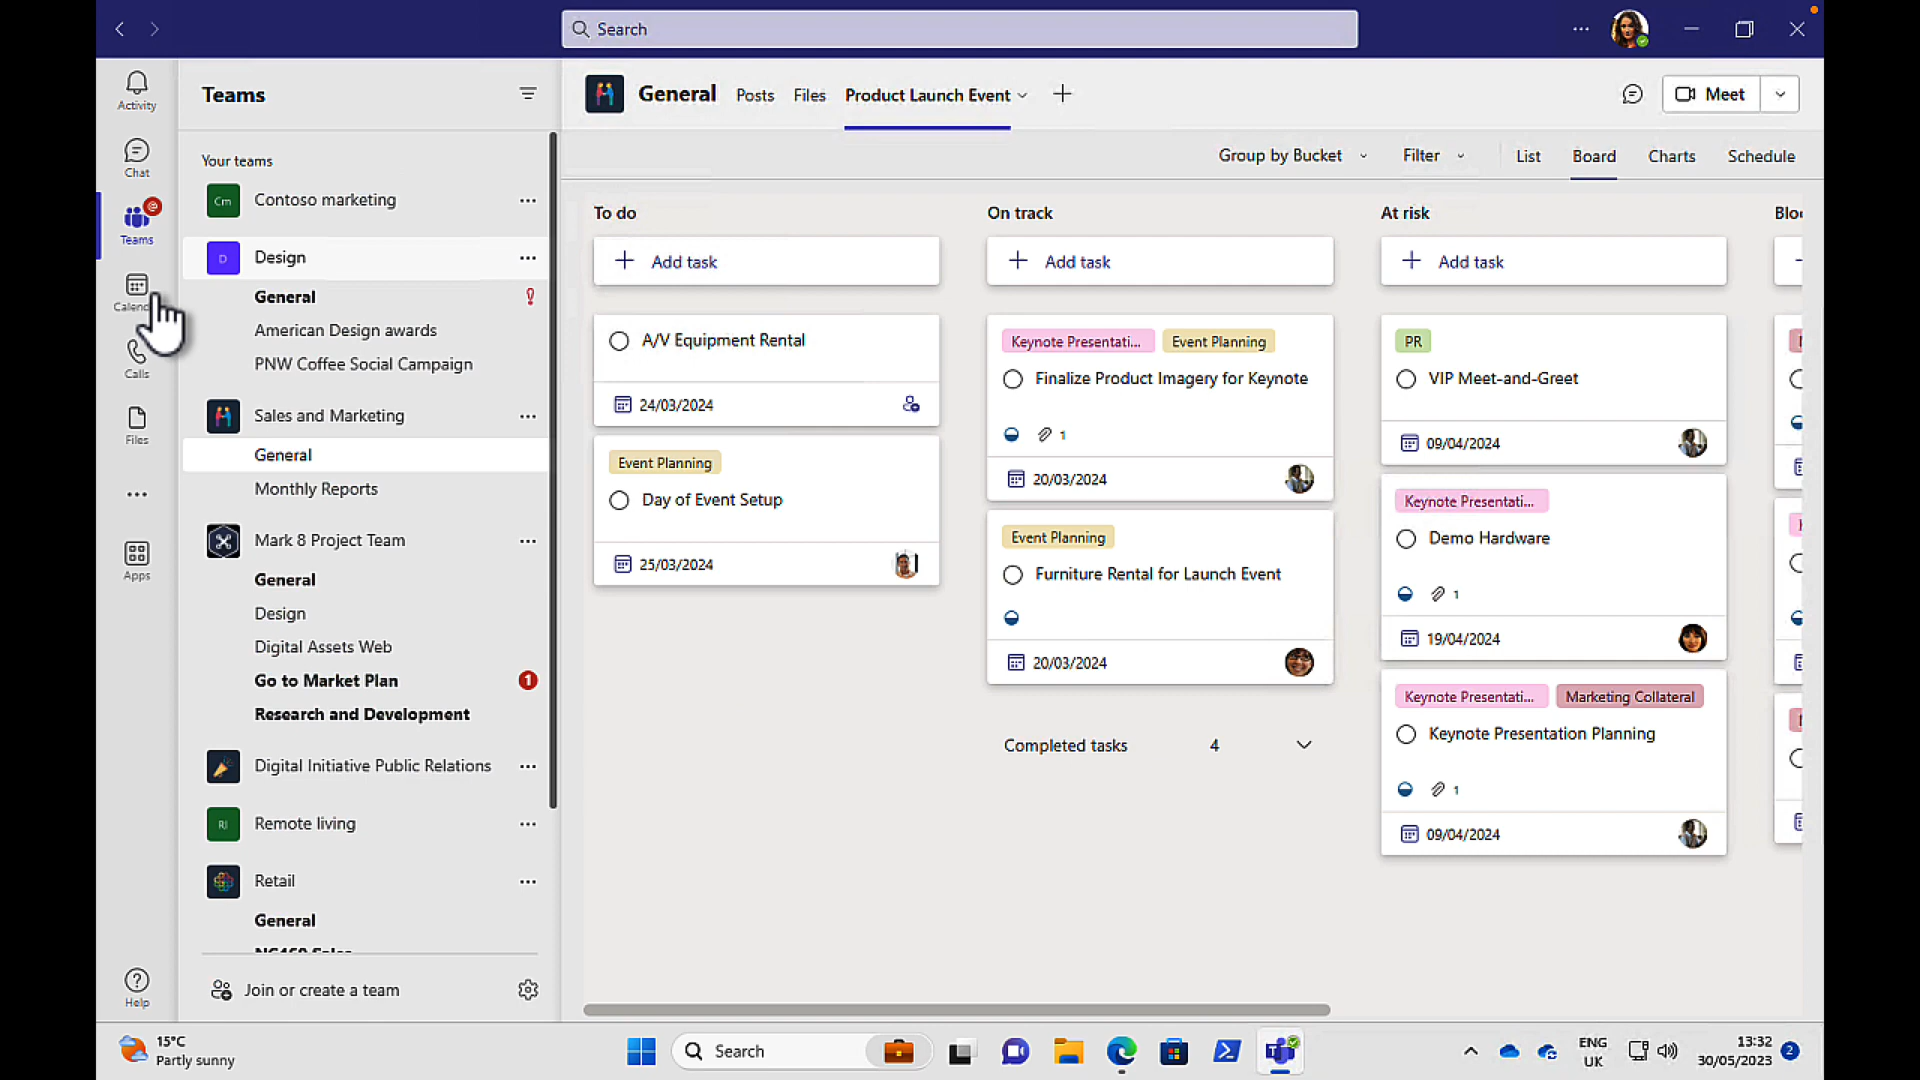 Search
Activity
Chat
Teams
Calend
Calls
Files
Apps
Help
Teams
Your teams
Cm Contoso marketing
D Design
General
American Design awards
PNW Coffee Social Campaign
Sales and Marketing
General
Monthly Reports
Mark 8 Project Team
General
Design
Digital Assets Web
Go to Market Plan 1
Research and Development
Digital Initiative Public Relations
Rl Remote living
Retail
General
Join or create a team
General Posts Files Product Launch Event
Meet
Group by Bucket Filter List Board Charts Schedule
To do
Add task
A/V Equipment Rental
24/03/2024
Event Planning
Day of Event Setup
25/03/2024
On track
Add task
Keynote Presentati... Event Planning
Finalize Product Imagery for Keynote
1
20/03/2024
Event Planning
Furniture Rental for Launch Event
20/03/2024
Completed tasks 4
At risk
Add task
PR
VIP Meet-and-Greet
09/04/2024
Keynote Presentati...
Demo Hardware
1
19/04/2024
Keynote Presentati... Marketing Collateral
Keynote Presentation Planning
1
09/04/2024
Bloc
15°C
Partly sunny
Search
ENG
UK
13:32
30/05/2023
2